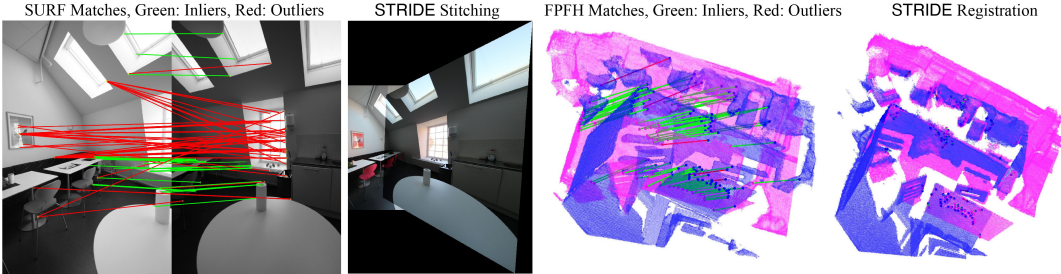 SURF Matches, Green: Inliers, Red: Outliers
STRIDE Stitching
FPFH Matches, Green: Inliers, Red: Outliers
STRIDE Registration